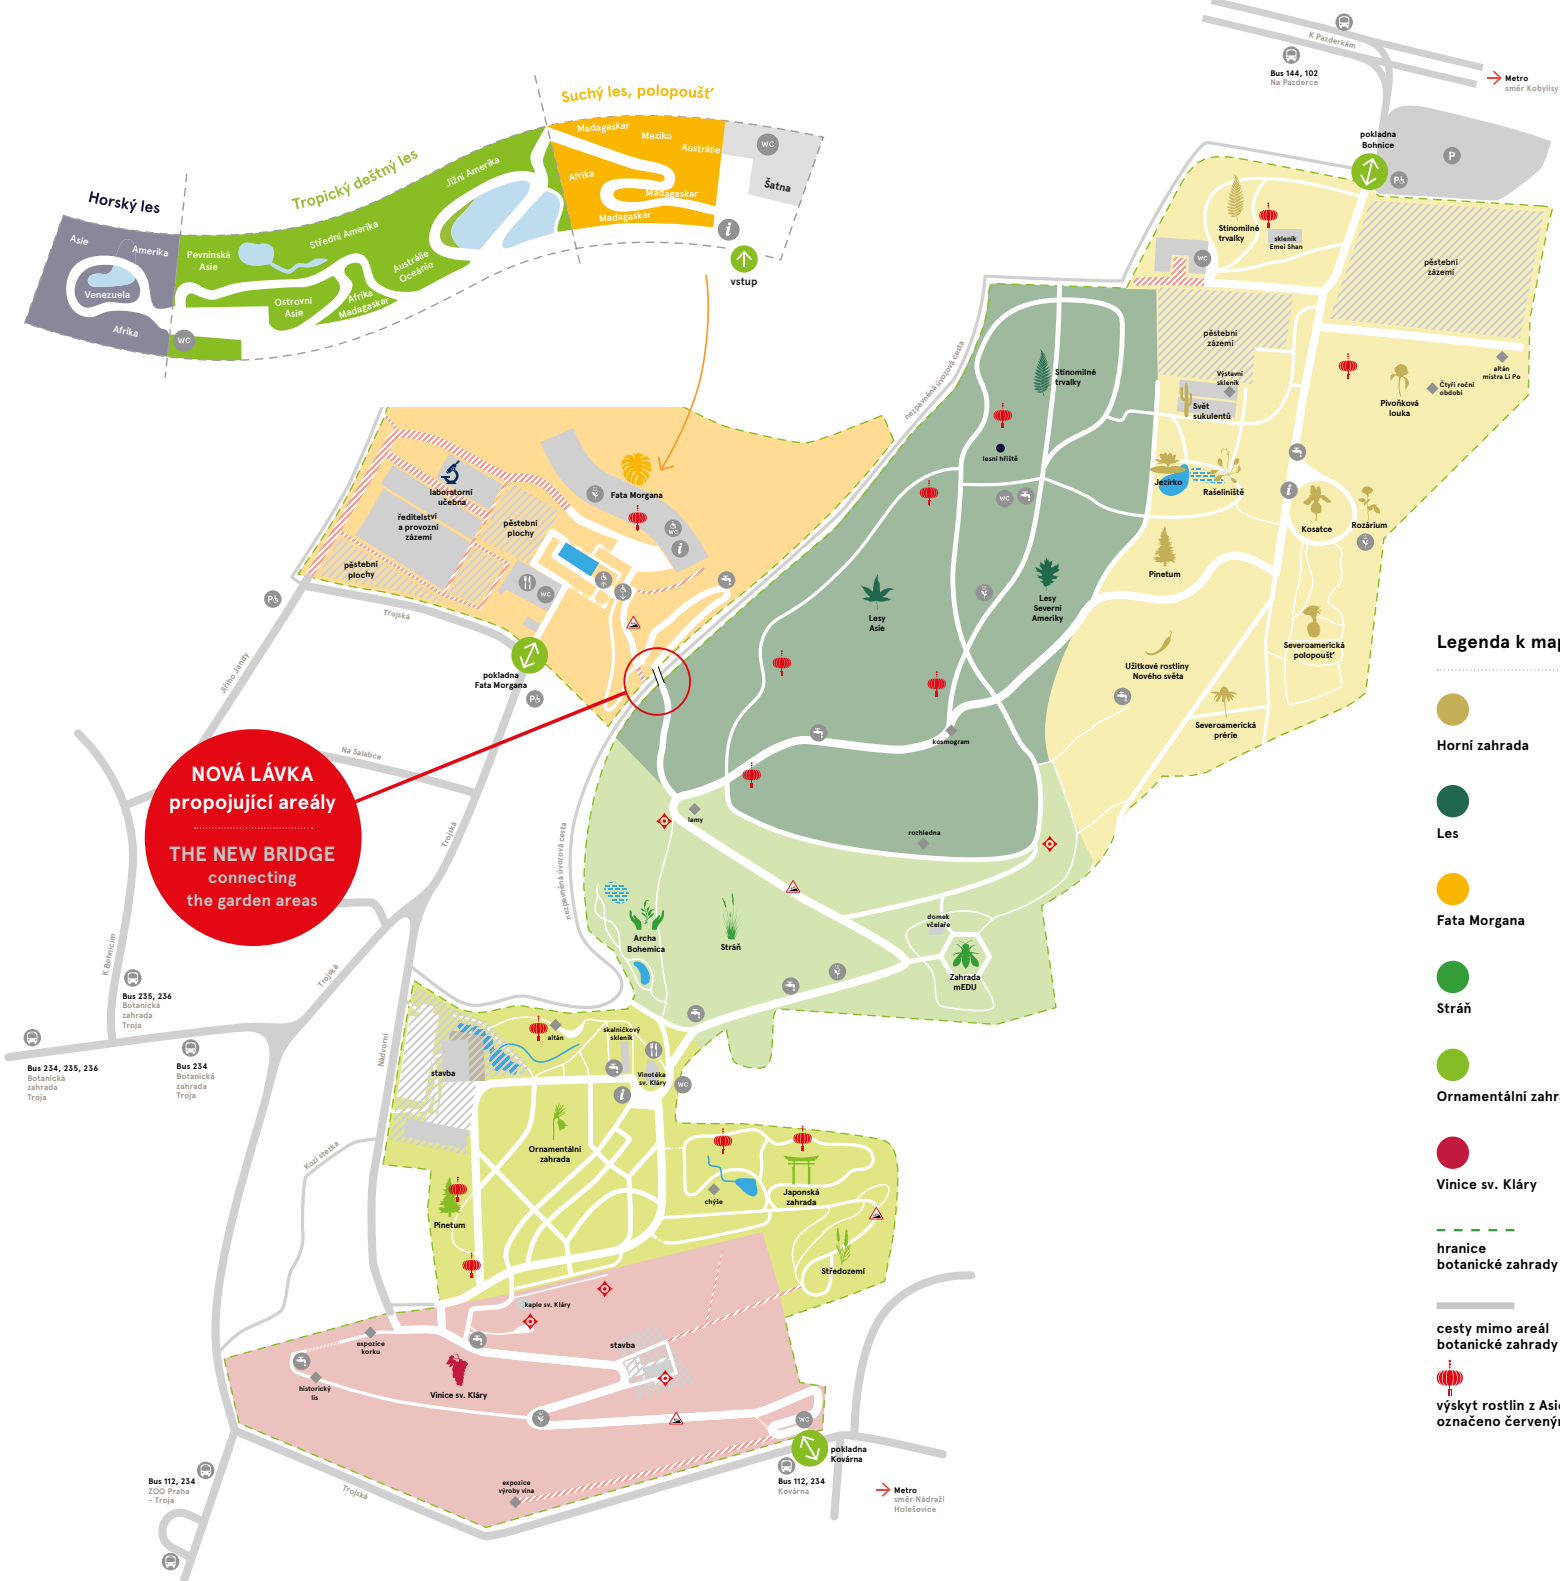 K Pazderkám
Bus 144, 102
Na Pazderce
Metro
směr Kobylisy
pokladna
Bohnice
P
P
Suchý les, polopoušť
Madagaskar
Mexiko
Austrálie
Afrika
Madagaskar
Madagaskar
WC
Šatna
i
vstup
Tropický deštný les
Jižní Amerika
Střední Amerika
Pevninská
Asie
Austrálie
Oceánie
Ostrovní
Asie
Afrika
Madagaskar
WC
Horský les
Asie
Amerika
Venezuela
Afrika
Stínomilné
trvalky
skleník
Emei Shan
WC
pěstební
zázemí
pěstební
zázemí
altán
mistra Li Po
Čtyři roční
období
Pivoňková
louka
Výstavní
skleník
Svět
sukulentů
nezpevněná úvozová cesta
Stínomilné
trvalky
lesní hřiště
WC
Jezírko
Rašeliniště
i
Kosatce
Rozárium
Pinetum
Severoamerická
polopoušť
Užitkové rostliny
Nového světa
Severoamerická
prérie
Lesy
Severní
Ameriky
Lesy
Asie
kosmogram
rozhledna
lamy
laboratorní
učebna
ředitelství
a provozní
zázemí
pěstební
plochy
pěstební
plochy
Fata Morgana
WC
i
WC
P
Trojská
Jiřího Jandy
pokladna
Fata Morgana
P
Na Salabce
NOVÁ LÁVKA
propojující areály
THE NEW BRIDGE
connecting
the garden areas
Trojská
nezpevněná úvozová cesta
Archa
Bohemica
Stráň
domek
včelaře
Zahrada
mEDU
K Bohnicím
Trojská
Bus 235, 236
Botanická
zahrada
Troja
Bus 234, 235, 236
Botanická
zahrada
Troja
Bus 234
Botanická
zahrada
Troja
Nádvorní
Kozí stezka
stavba
altán
skalničkový
skleník
Vinotéka
sv. Kláry
WC
i
Ornamentální
zahrada
chýše
Japonská
zahrada
Pinetum
Středozemí
kaple sv. Kláry
expozice
korku
historický
lis
Vinice sv. Kláry
stavba
WC
pokladna
Kovárna
Bus 112, 234
Kovárna
Metro
směr Nádraží
Holešovice
expozice
výroby vína
Trojská
Bus 112, 234
ZOO Praha
- Troja
Legenda k map
Horní zahrada
Les
Fata Morgana
Stráň
Ornamentální zahra
Vinice sv. Kláry
hranice
botanické zahrady
cesty mimo areál
botanické zahrady
výskyt rostlin z Asie
označeno červeným